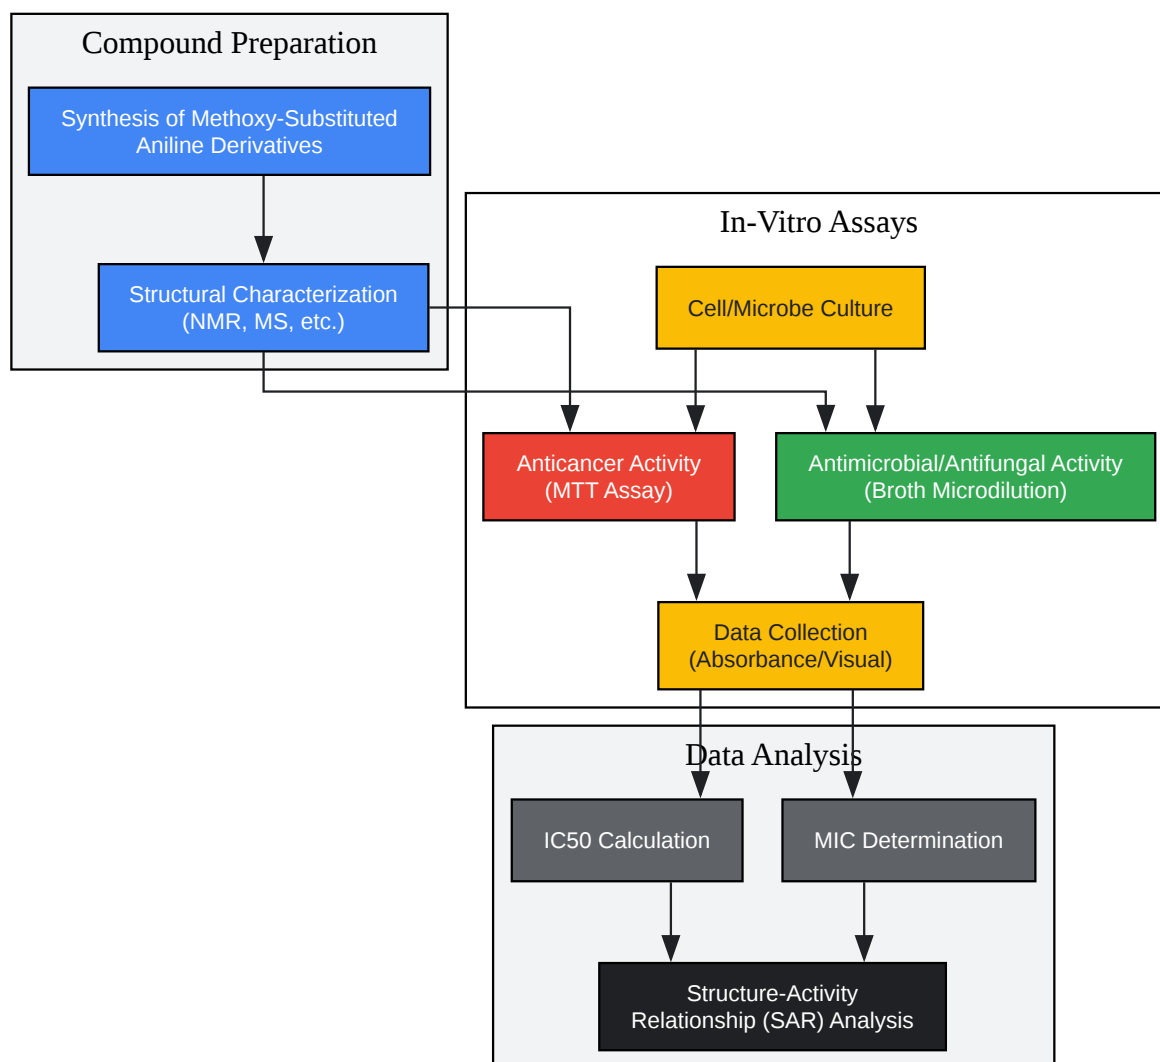 Compound Preparation
Synthesis of Methoxy-Substituted
Aniline Derivatives
Structural Characterization
(NMR, MS, etc.)
In-Vitro Assays
Cell/Microbe Culture
Anticancer Activity
(MTT Assay)
Antimicrobial/Antifungal Activity
(Broth Microdilution)
Data Collection
(Absorbance/Visual)
Data Analysis
IC50 Calculation
MIC Determination
Structure-Activity
Relationship (SAR) Analysis